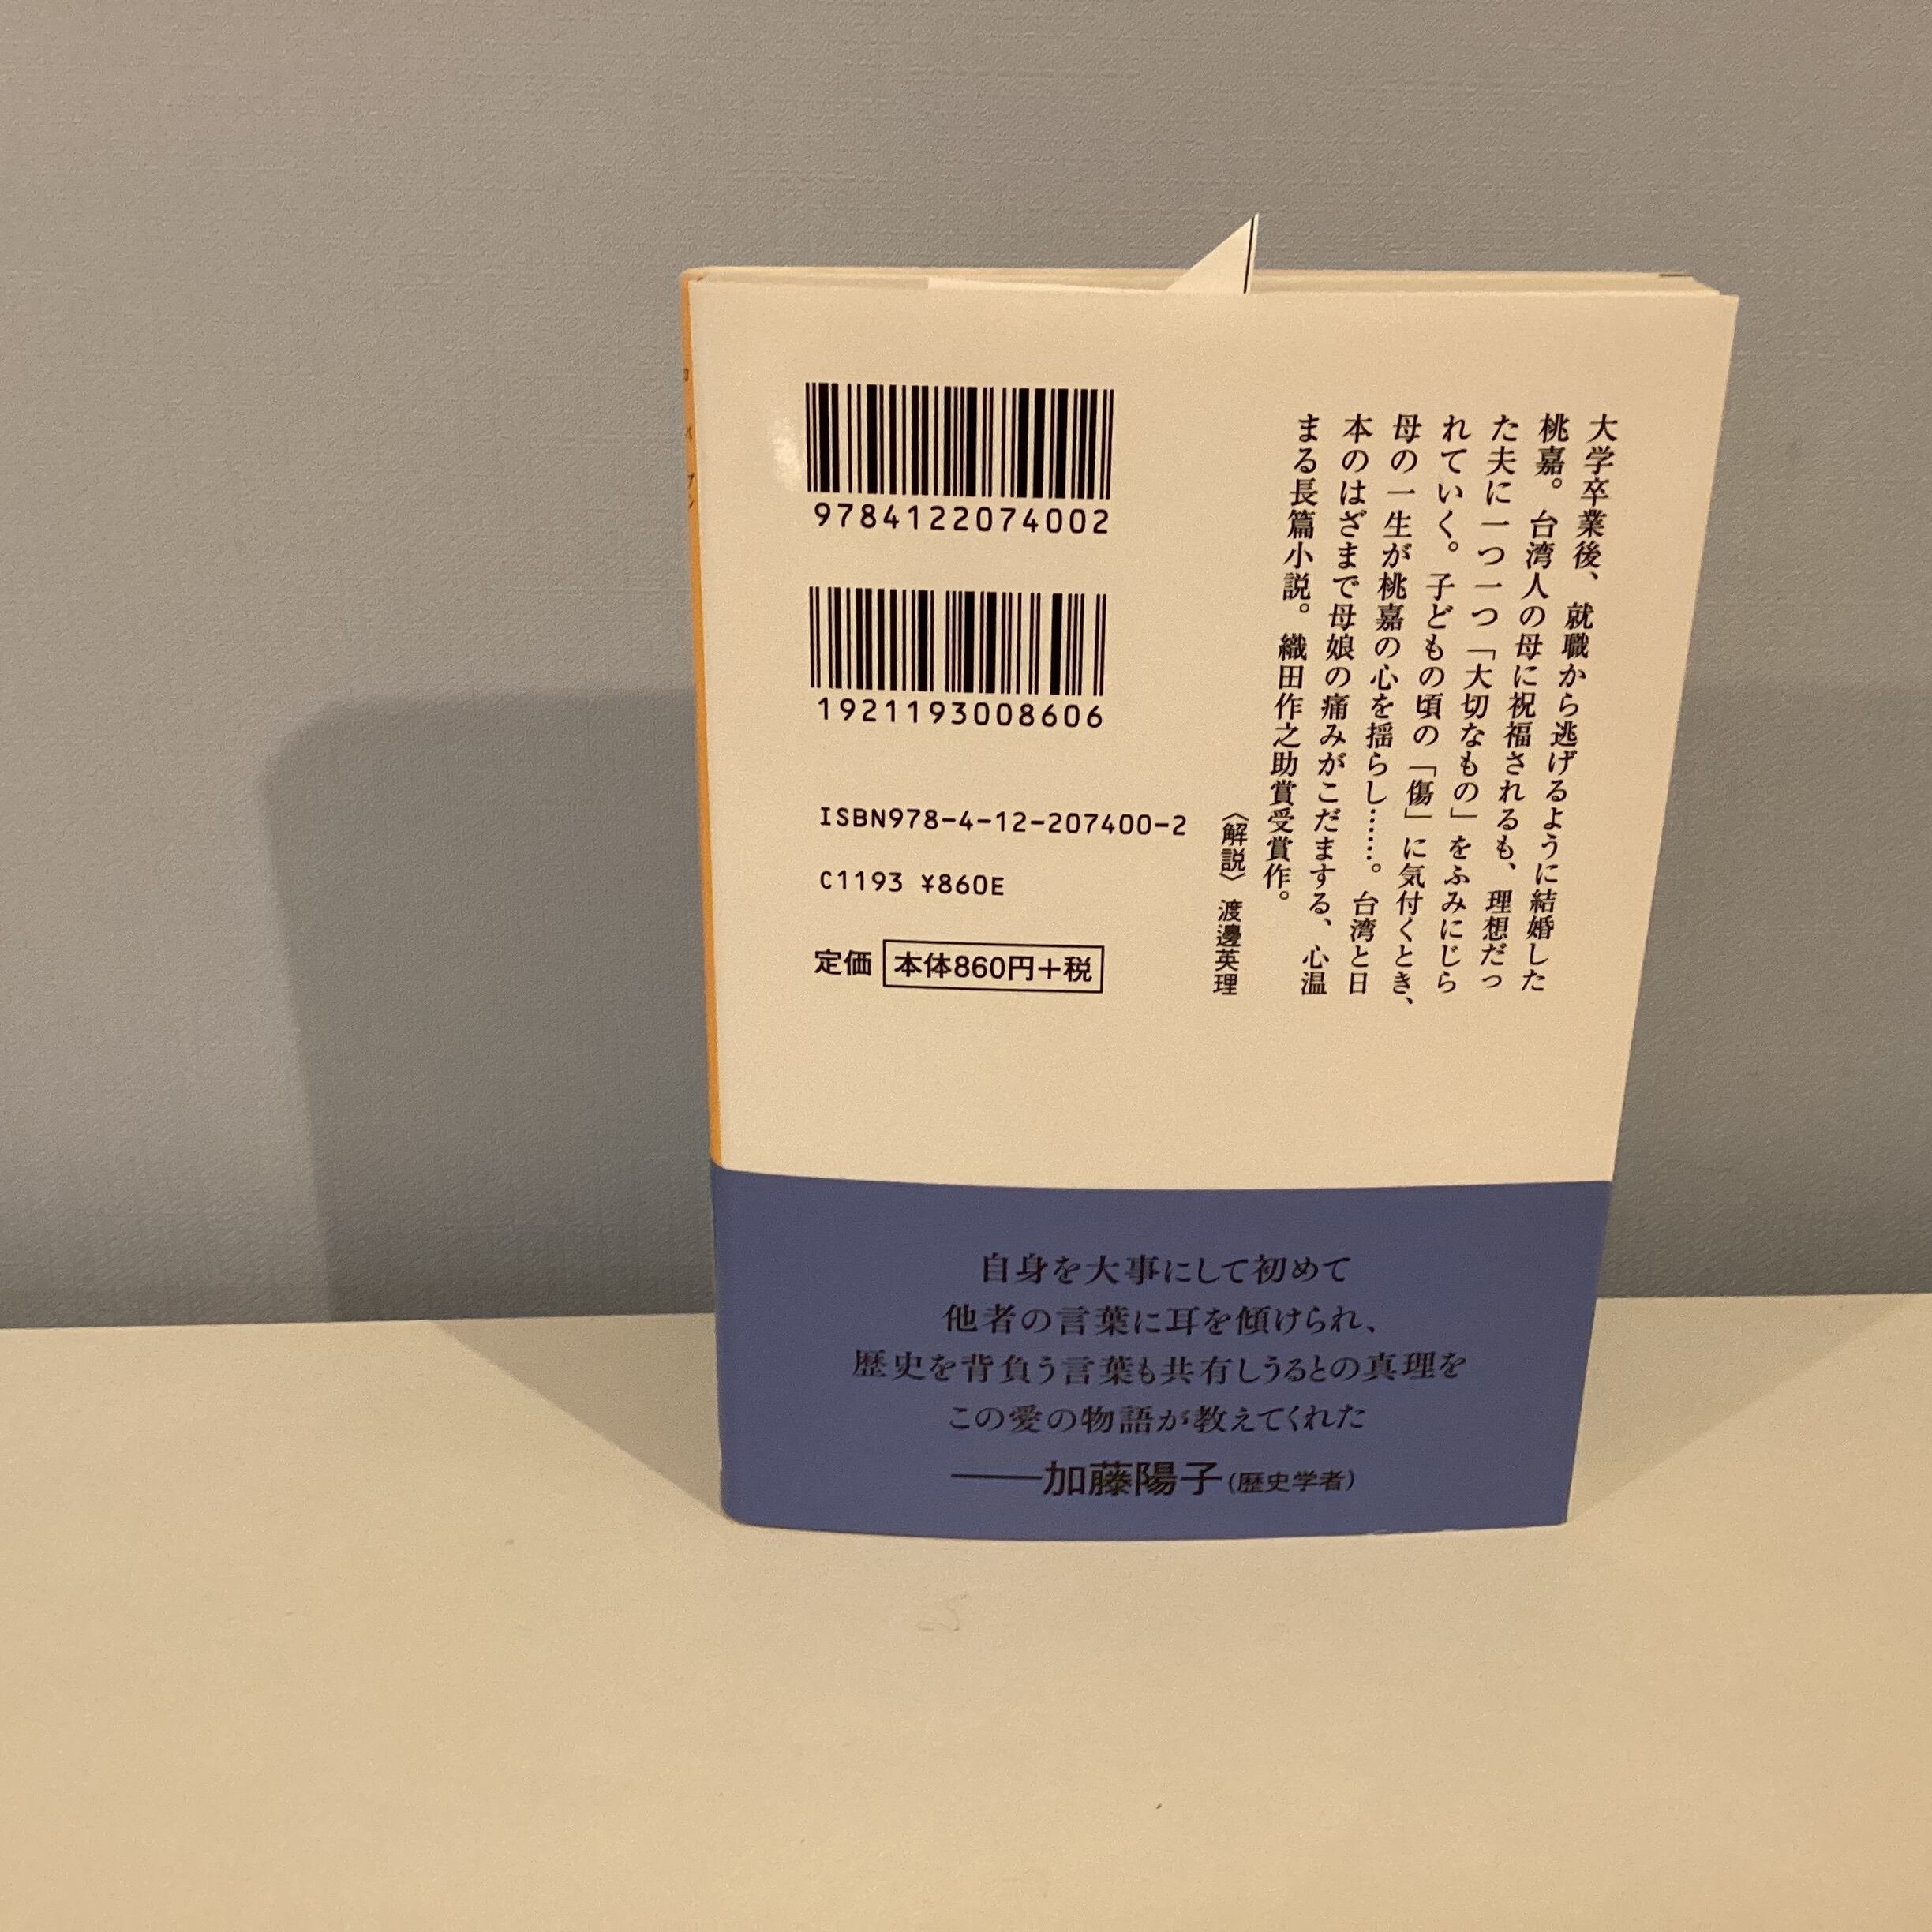 大学卒業後、就職から逃げるように結婚した
桃嘉。台湾人の母に祝福されるも、理想だっ
た夫に一つ一つ「大切なもの」をふみにじら
れていく。子どもの頃の「傷」に気付くとき、
母の一生が桃嘉の心を揺らし……。台湾と日
本のはざまで母娘の痛みがこだまする、心温
まる長篇小説。織田作之助賞受賞作。
〈解説〉渡邊英理
9784122074002
1921193008606
ISBN978-4-12-207400-2
C1193 ¥860E
定価 本体860円+税
自身を大事にして初めて
他者の言葉に耳を傾けられ、
歴史を背負う言葉も共有しうるとの真理を
この愛の物語が教えてくれた
——加藤陽子(歴史学者)